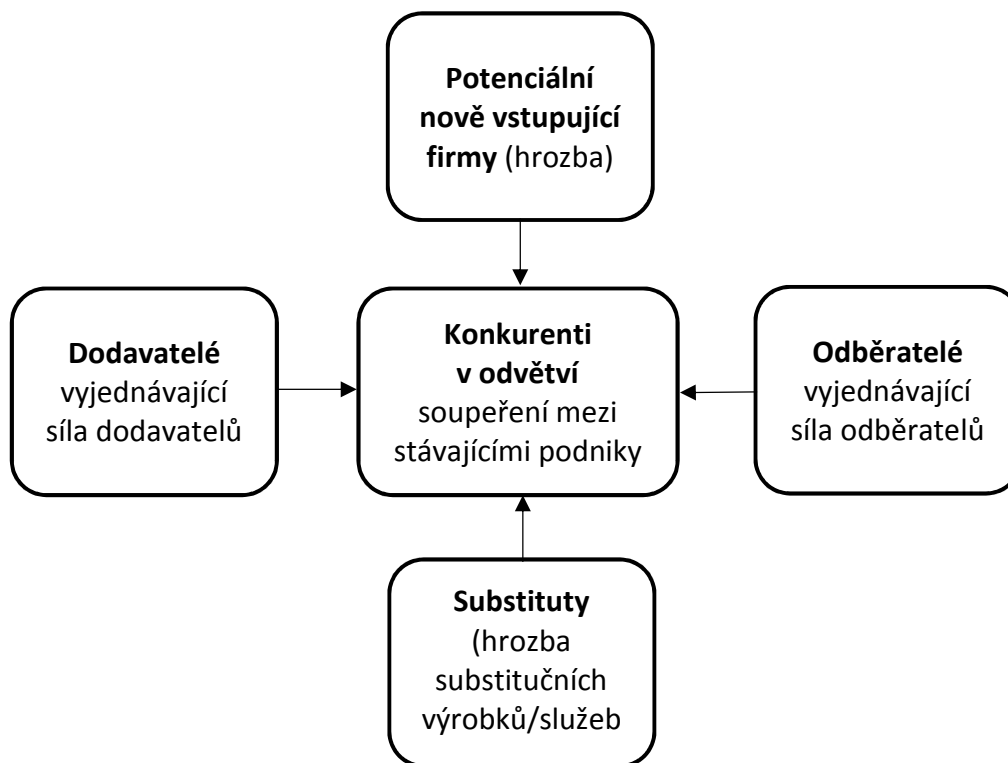 Potenciální
nově vstupující
firmy (hrozba)
Dodavatelé
vyjednávající
síla dodavatelů
Konkurenti
v odvětví
soupeření mezi
stávajícími podniky
Odběratelé
vyjednávající
síla odběratelů
Substituty
(hrozba
substitučních
výrobků/služeb